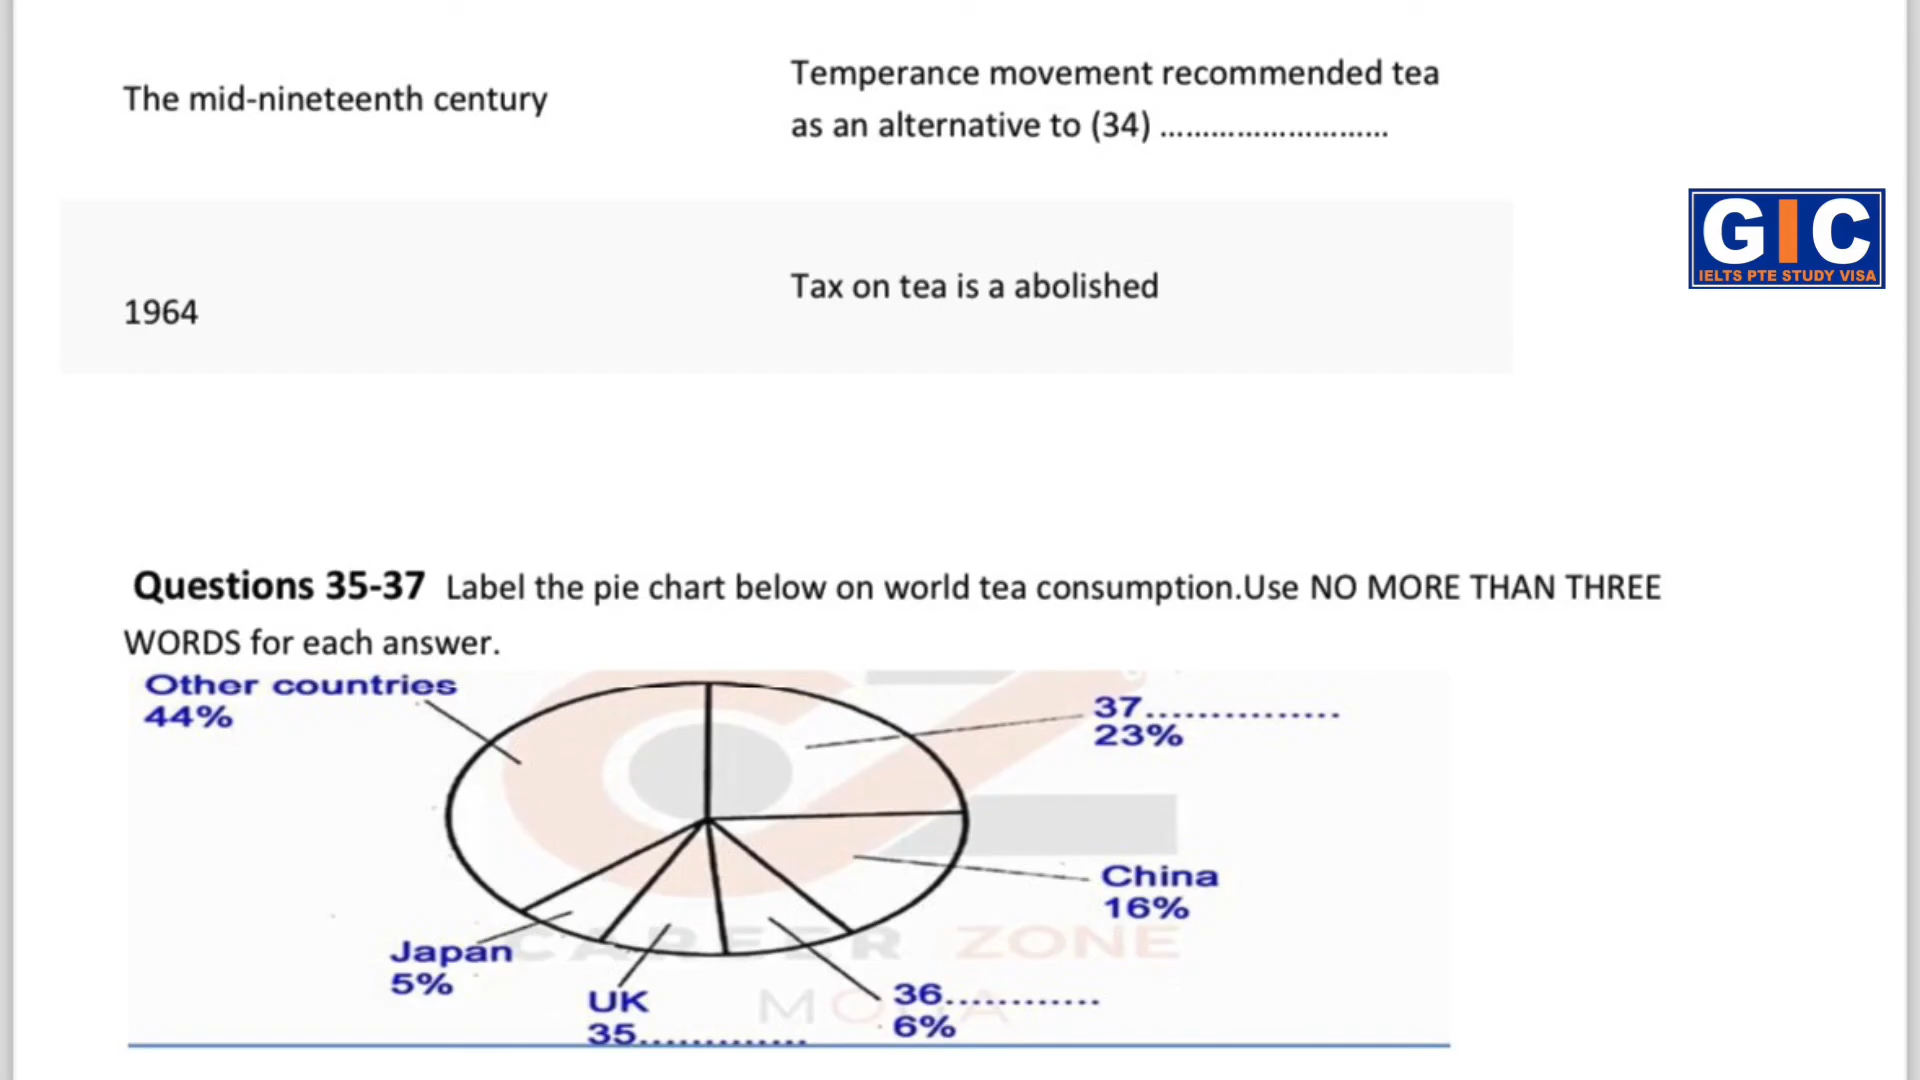 The mid-nineteenth century
Temperance movement recommended tea
as an alternative to (34) ..........................
GIC
IELTS PTE STUDY VISA
1964
Tax on tea is a abolished
Questions 35-37 Label the pie chart below on world tea consumption.Use NO MORE THAN THREE
WORDS for each answer.
Other countries
44%
37...............
23%
China
16%
Japan
5%
UK
35.............
36............
6%
CAREER ZONE
MOGA